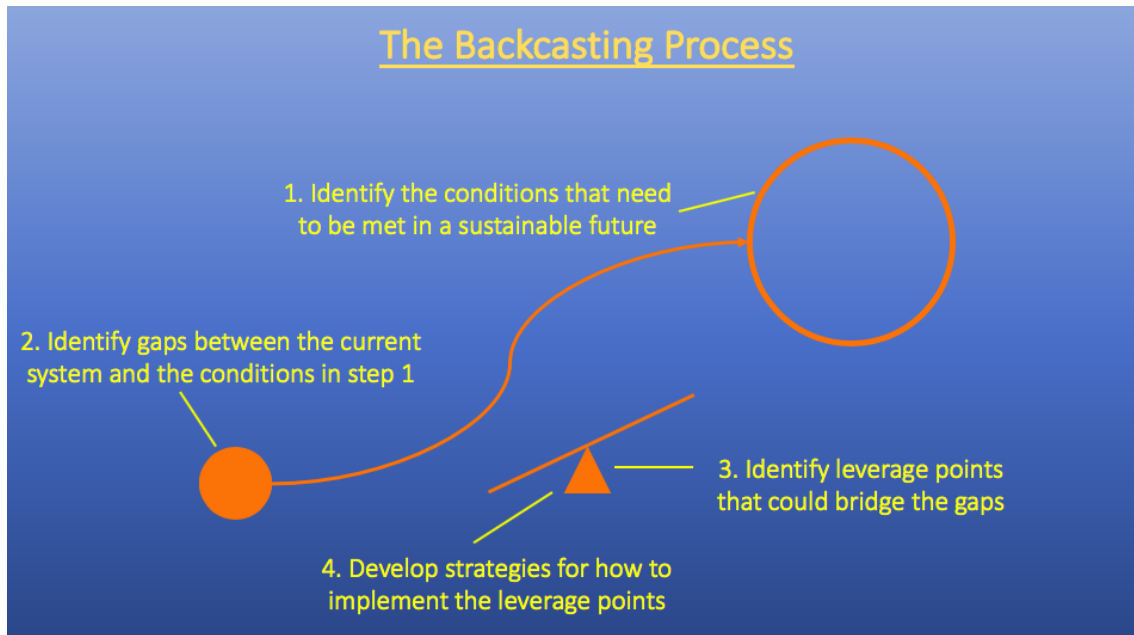 The Backcasting Process
1. Identify the conditions that need
to be met in a sustainable future
2. Identify gaps between the current
system and the conditions in step 1
3. Identify leverage points
that could bridge the gaps
4. Develop strategies for how to
implement the leverage points